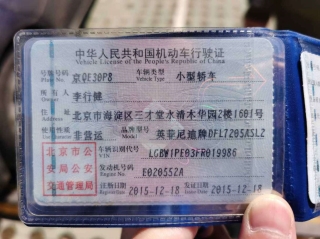 中华人民共和国机动车行驶证
Vehicle License of the People's Republic of China
号牌号码 京QE30P8 车辆类型 小型轿车
Plate No. Vehicle Type
所有人 李行健
Owner
住址 北京市海淀区三才堂水清木华园2楼1601号
Address
使用性质 非营运 品牌型号 英菲尼迪牌DFL7205ASLZ
Model
北京市公 车辆识别代号 LGBW1PE03FR019986
VIN
安局公安 发动机号码 E020552A
Engine No.
交通管理局 注册日期 2015-12-18 发证日期 2015-12-18
Register Date Issue Date